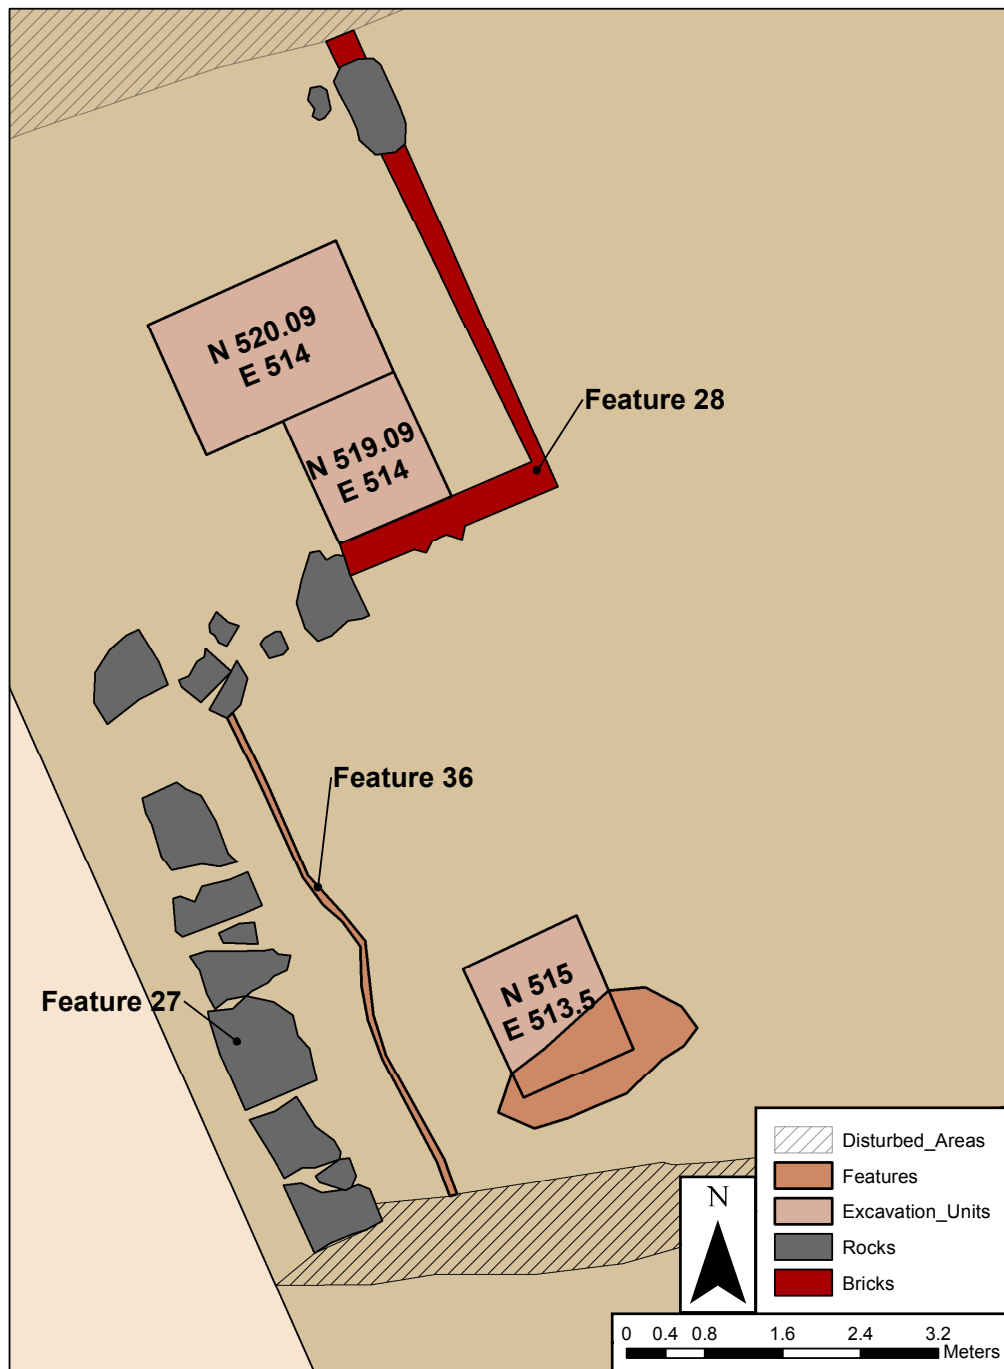 N 520.09
E 514
Feature 28
N 519.09
E 514
Feature 36
N 515
E 513.5
Feature 27
Disturbed_Areas
Features
Excavation_Units
Rocks
Bricks
N
0 0.4 0.8 1.6 2.4 3.2
Meters